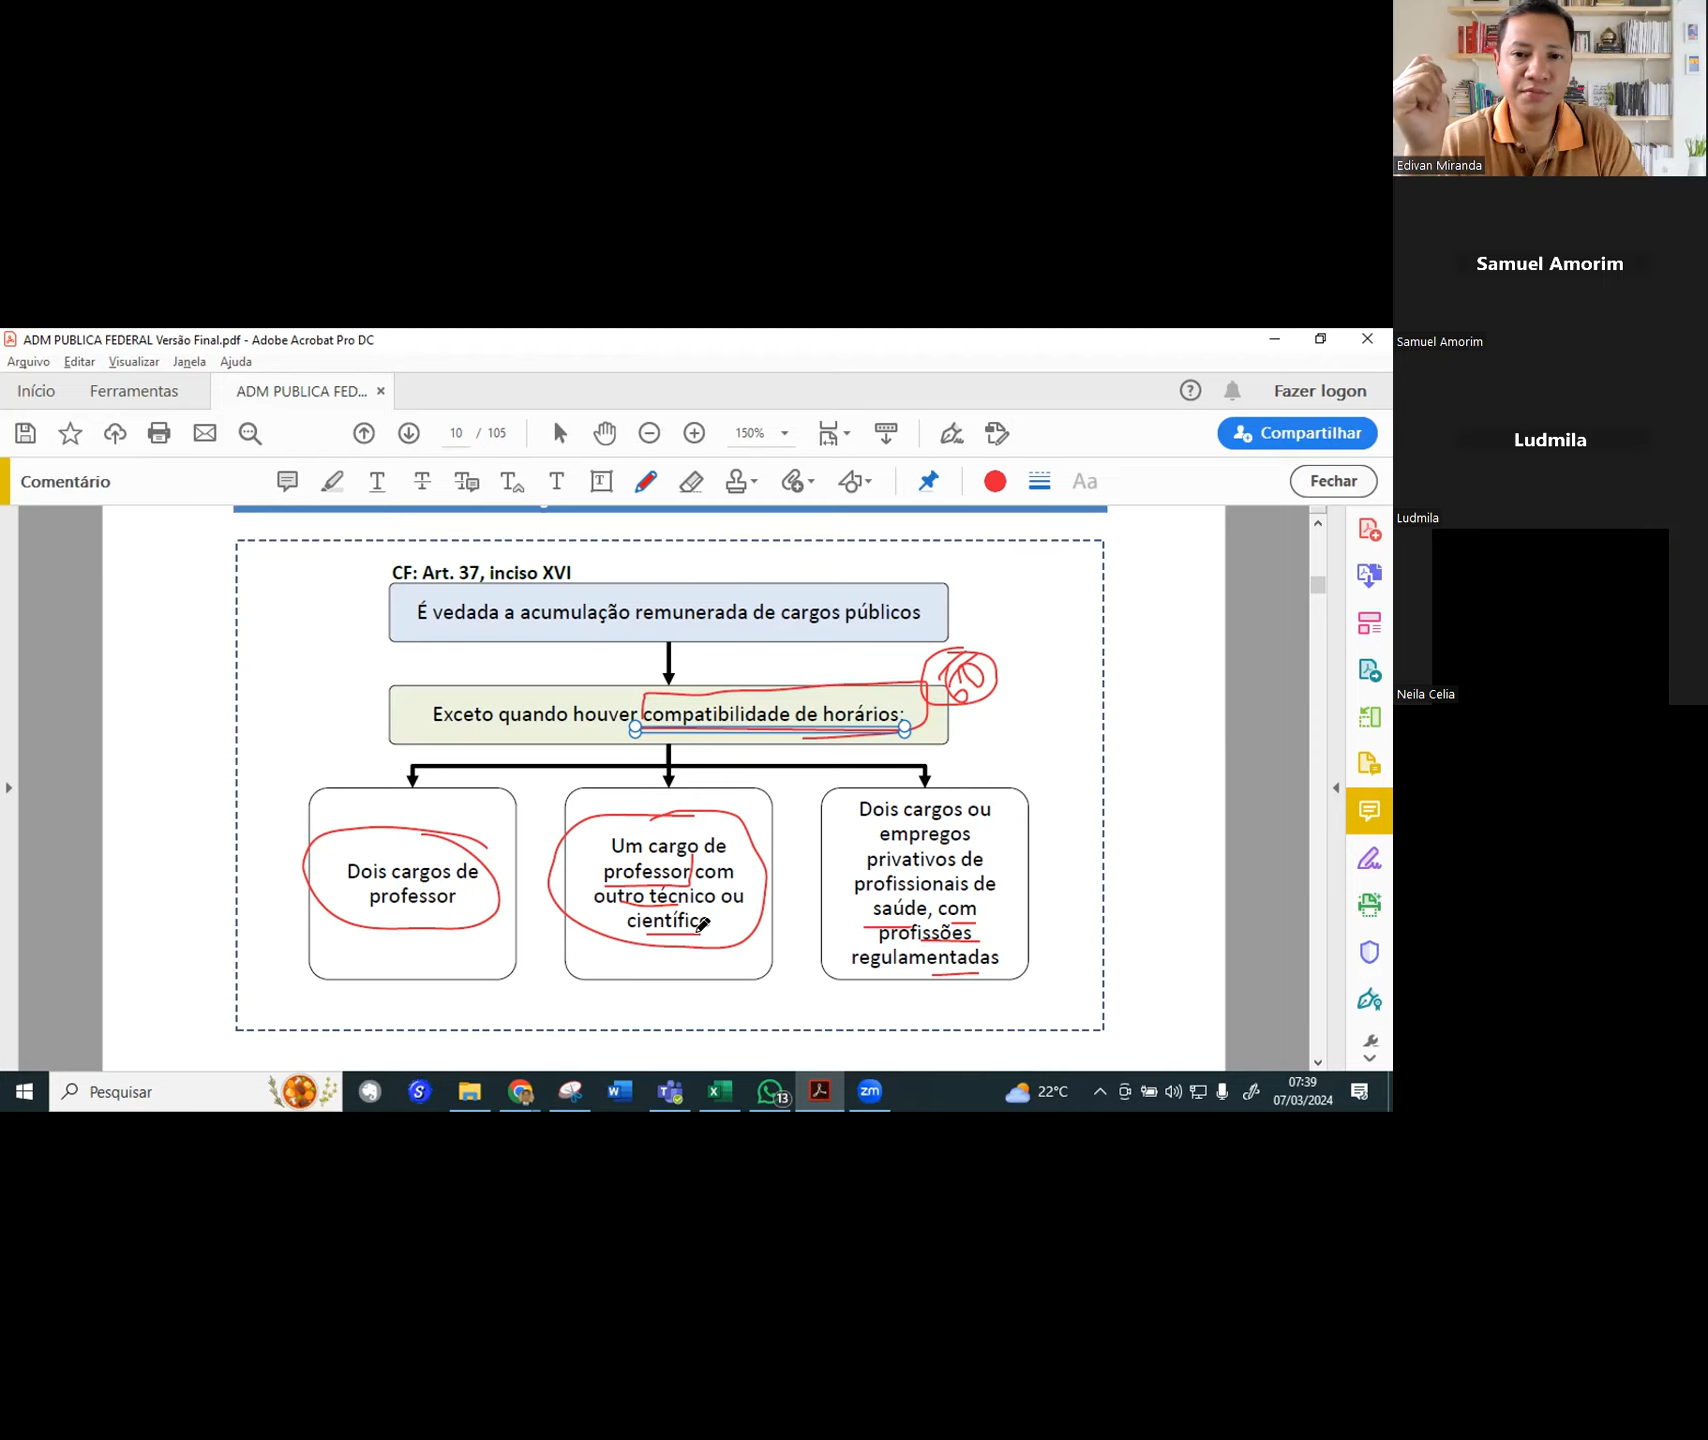 Edivan Miranda
Samuel Amorim
Samuel Amorim
Ludmila
Ludmila
Neila Celia
ADM PUBLICA FEDERAL Versão Final.pdf - Adobe Acrobat Pro DC
Arquivo Editar Visualizar Janela Ajuda
Início Ferramentas ADM PUBLICA FED... × Fazer logon
10 / 105 150% Compartilhar
Comentário Aa Fechar
CF: Art. 37, inciso XVI
É vedada a acumulação remunerada de cargos públicos
Exceto quando houver compatibilidade de horários:
Dois cargos de
professor
Um cargo de
professor com
outro técnico ou
científico
Dois cargos ou
empregos
privativos de
profissionais de
saúde, com
profissões
regulamentadas
Pesquisar 13 zm 22°C 07:39
07/03/2024